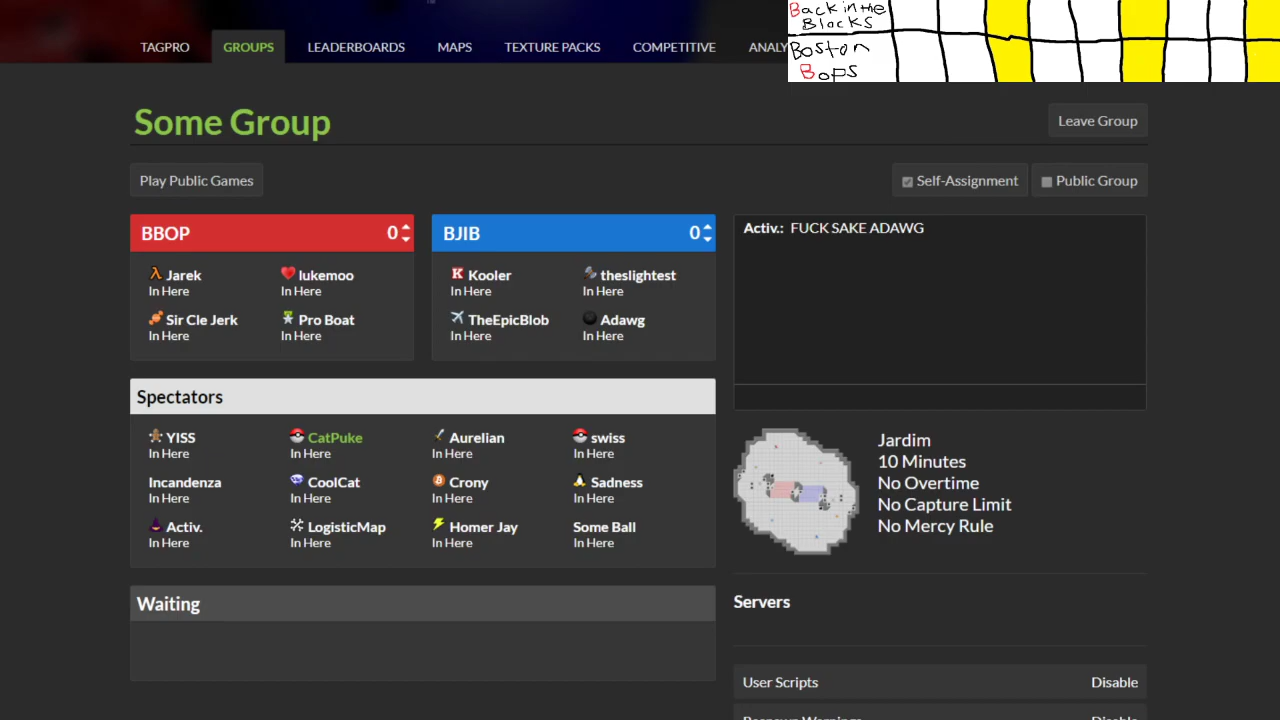 TAGPRO GROUPS LEADERBOARDS MAPS TEXTURE PACKS COMPETITIVE ANALY
Back in the
Blocks
Boston
Bops
Some Group
Leave Group
Play Public Games
Self-Assignment
Public Group
BBOP 0
Jarek
In Here
lukemoo
In Here
Sir Cle Jerk
In Here
Pro Boat
In Here
BJIB 0
Kooler
In Here
theslightest
In Here
TheEpicBlob
In Here
Adawg
In Here
Activ.: FUCK SAKE ADAWG
Spectators
YISS
In Here
CatPuke
In Here
Aurelian
In Here
swiss
In Here
Incandenza
In Here
CoolCat
In Here
Crony
In Here
Sadness
In Here
Activ.
In Here
LogisticMap
In Here
Homer Jay
In Here
Some Ball
In Here
Waiting
Jardim
10 Minutes
No Overtime
No Capture Limit
No Mercy Rule
Servers
User Scripts Disable